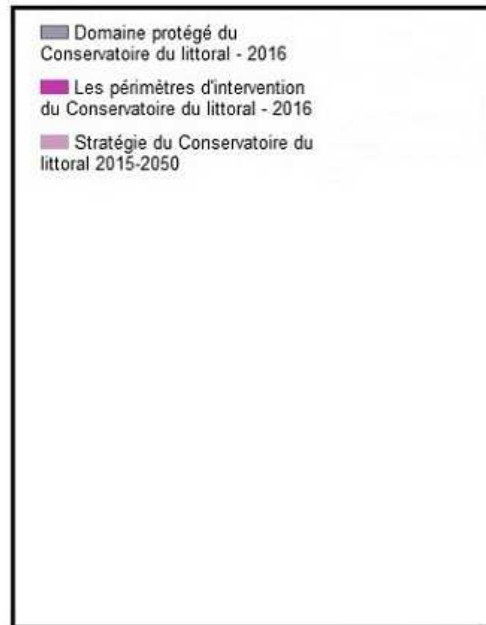 Domaine protégé du
Conservatoire du littoral - 2016
Les périmètres d'intervention
du Conservatoire du littoral - 2016
Stratégie du Conservatoire du
littoral 2015-2050